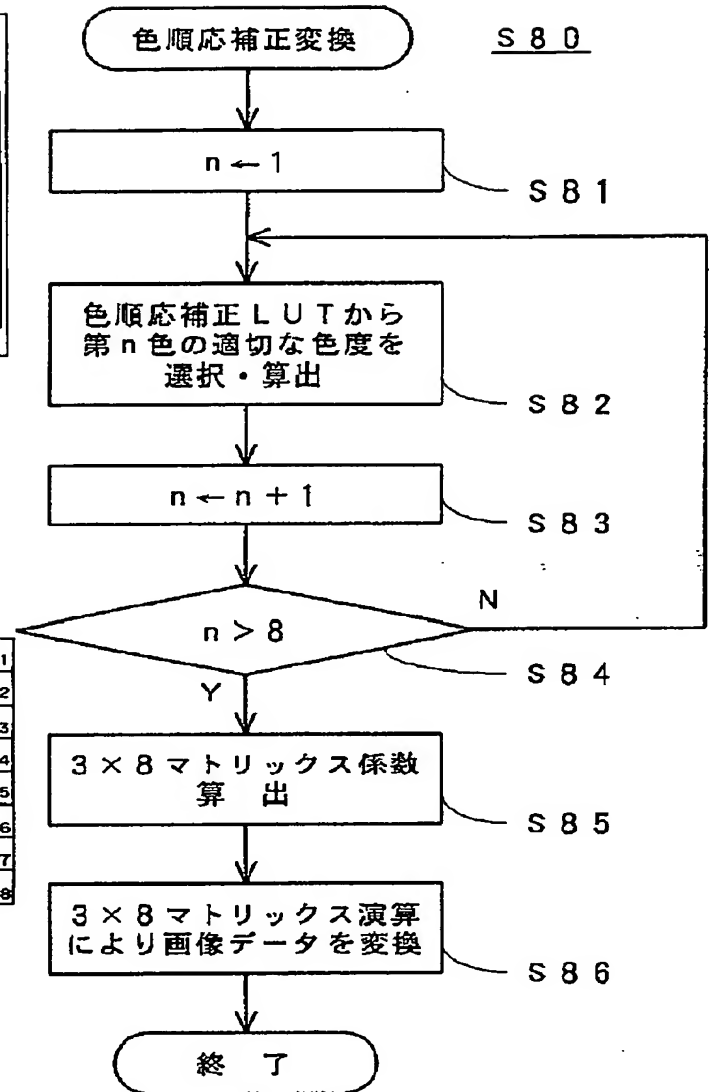 色順応補正変換
S80
n←1
S81
色順応補正LUTから
第n色の適切な色度を
選択・算出
S82
n←n+1
S83
n>8
N
S84
Y
1
2
3
4
5
6
7
8
3×8マトリックス係数
算 出
S85
3×8マトリックス演算
により画像データを変換
S86
終 了